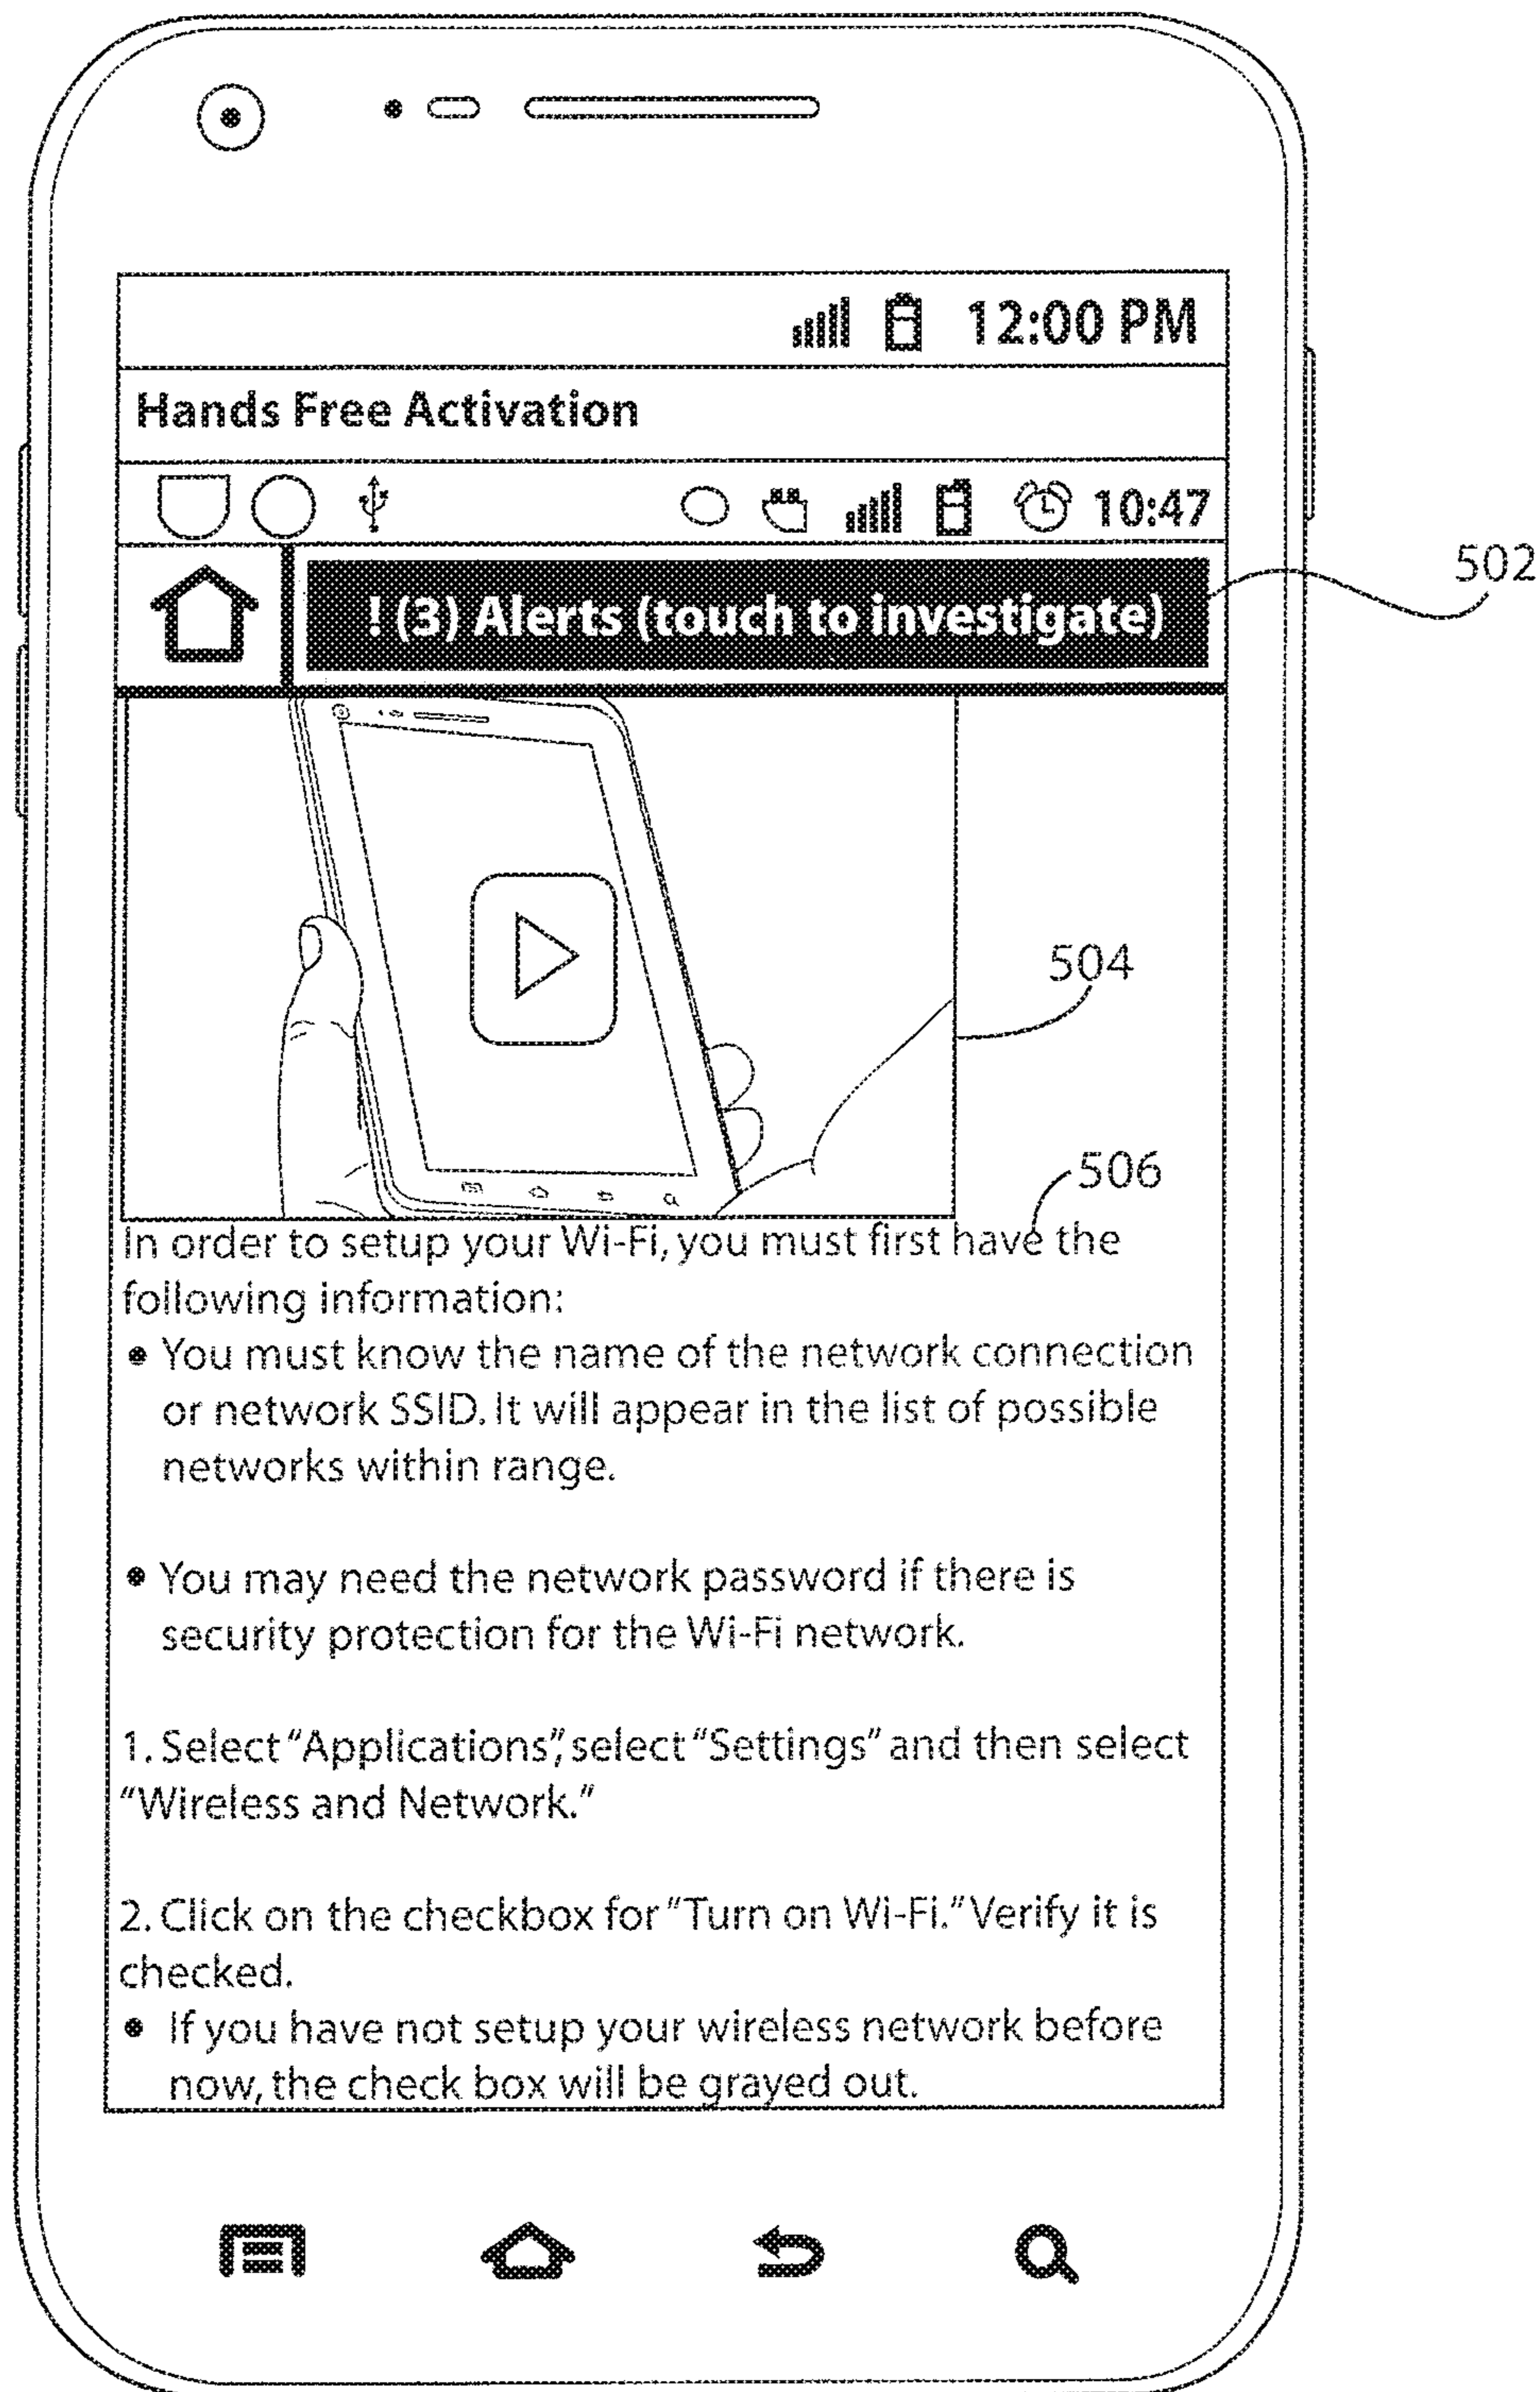 12:00 PM
Hands Free Activation
10:47
! (3) Alerts (touch to investigate)
502
504
506
In order to setup your Wi-Fi, you must first have the
following information:
• You must know the name of the network connection
or network SSID. It will appear in the list of possible
networks within range.
• You may need the network password if there is
security protection for the Wi-Fi network.
1. Select “Applications”, select “Settings” and then select
“Wireless and Network.”
2. Click on the checkbox for “Turn on Wi-Fi.” Verify it is
checked.
• If you have not setup your wireless network before
now, the check box will be grayed out.